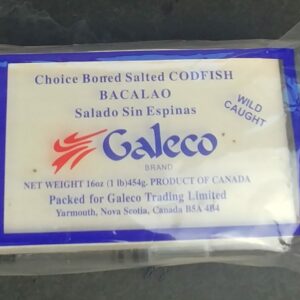 Choice Boned Salted CODFISH
BACALAO
Salado Sin Espinas
WILD
CAUGHT
Galeco
BRAND
NET WEIGHT 16oz (1 lb)454g. PRODUCT OF CANADA
Packed for Galeco Trading Limited
Yarmouth, Nova Scotia, Canada B5A 4B4